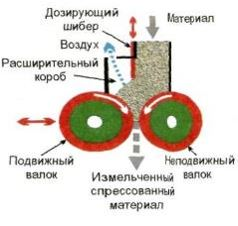 Дозирующий
шибер
Материал
Воздух
Расширительный
короб
Подвижный
валок
Неподвижный
валок
Измельченный
спрессованный
материал